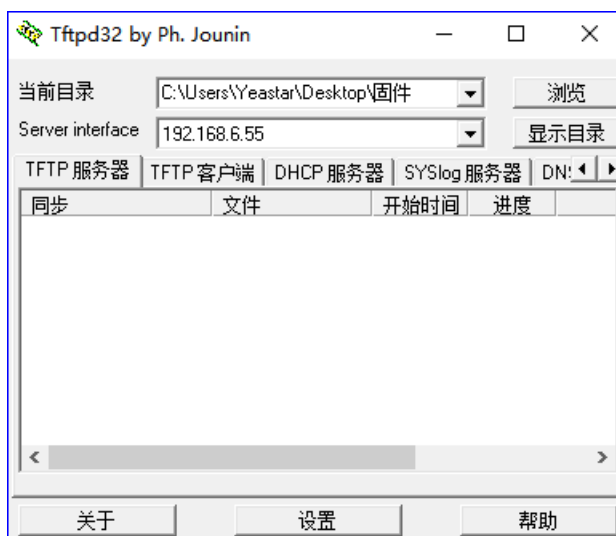 Tftpd32 by Ph. Jounin
当前目录 C:\Users\Yeastar\Desktop\固件 浏览
Server interface 192.168.6.55 显示目录
TFTP 服务器 TFTP 客户端 DHCP 服务器 SYSlog 服务器 DNS
同步 文件 开始时间 进度
关于 设置 帮助